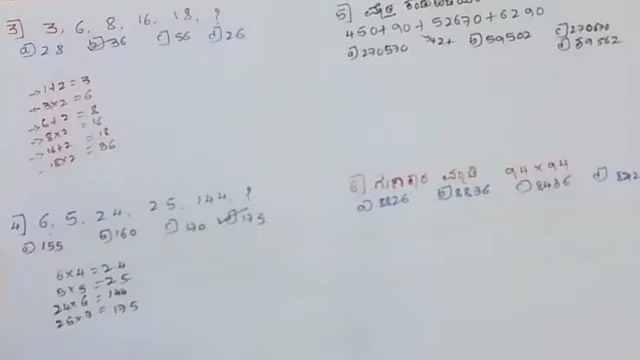 3] 3, 6, 8, 16, 18, ?
a) 28 b) 36 c) 56 d) 26
→ 1+2 = 3
→ 3×2 = 6
→ 6+2 = 8
→ 8×2 = 16
→ 16+2 = 18
18×2 = 36
4] 6, 5, 24, 25, 144, ?
a) 155 b) 160 c) 170 d) 175
6×4 = 24
5×5 = 25
24×6 = 144
25×7 = 175
5]
450+90+52670+6290
a) 270570 b) 59502 c) 270670
d) 59562
6] ಗುಣಾಕಾರ ಮಾಡಿ 94×94
a) 8826 b) 8836 c) 8436 d)